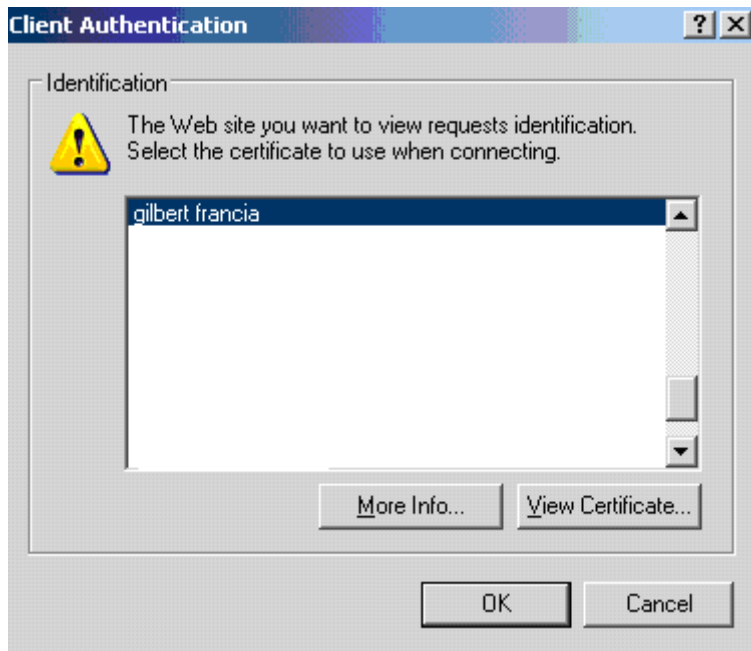 Client Authentication
Identification
The Web site you want to view requests identification.
Select the certificate to use when connecting.
gilbert francia
More Info... View Certificate...
OK Cancel